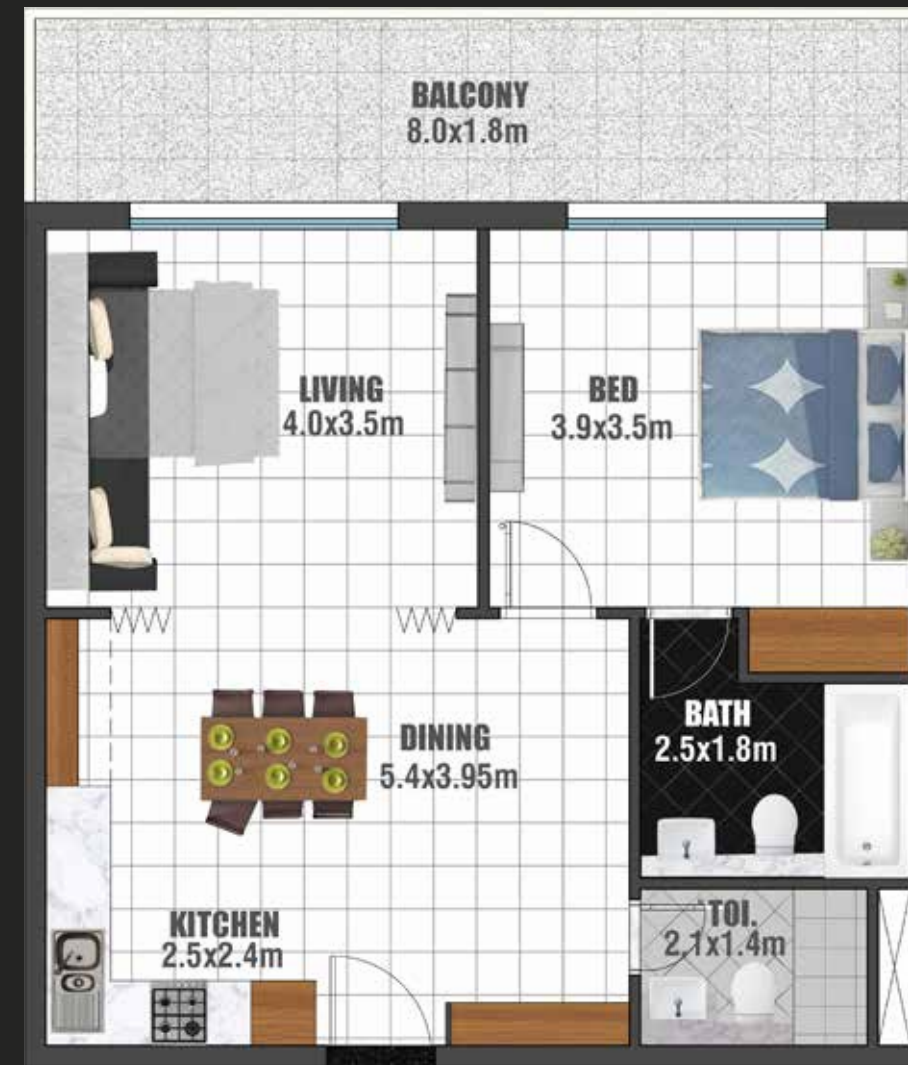 BALCONY
8.0x1.8m
LIVING
4.0x3.5m
BED
3.9x3.5m
DINING
5.4x3.95m
BATH
2.5x1.8m
KITCHEN
2.5x2.4m
TOI.
2.1x1.4m